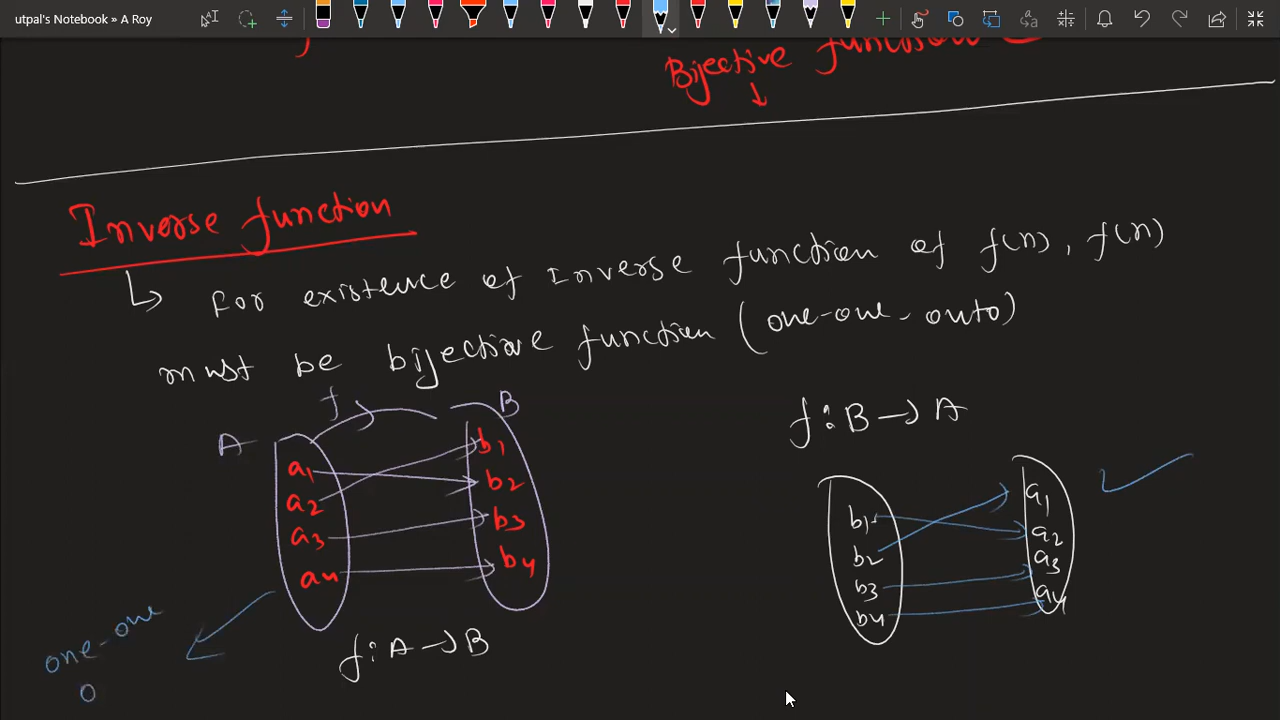 utpal's Notebook » A Roy
Bijective function
Inverse function
For existence of inverse function of f(n), f(n)
must be bijective function (one-one - onto)
f
A
B
a1
a2
a3
a4
b1
b2
b3
b4
f: A → B
one-one
o
f: B → A
b1
b2
b3
b4
a1
a2
a3
a4